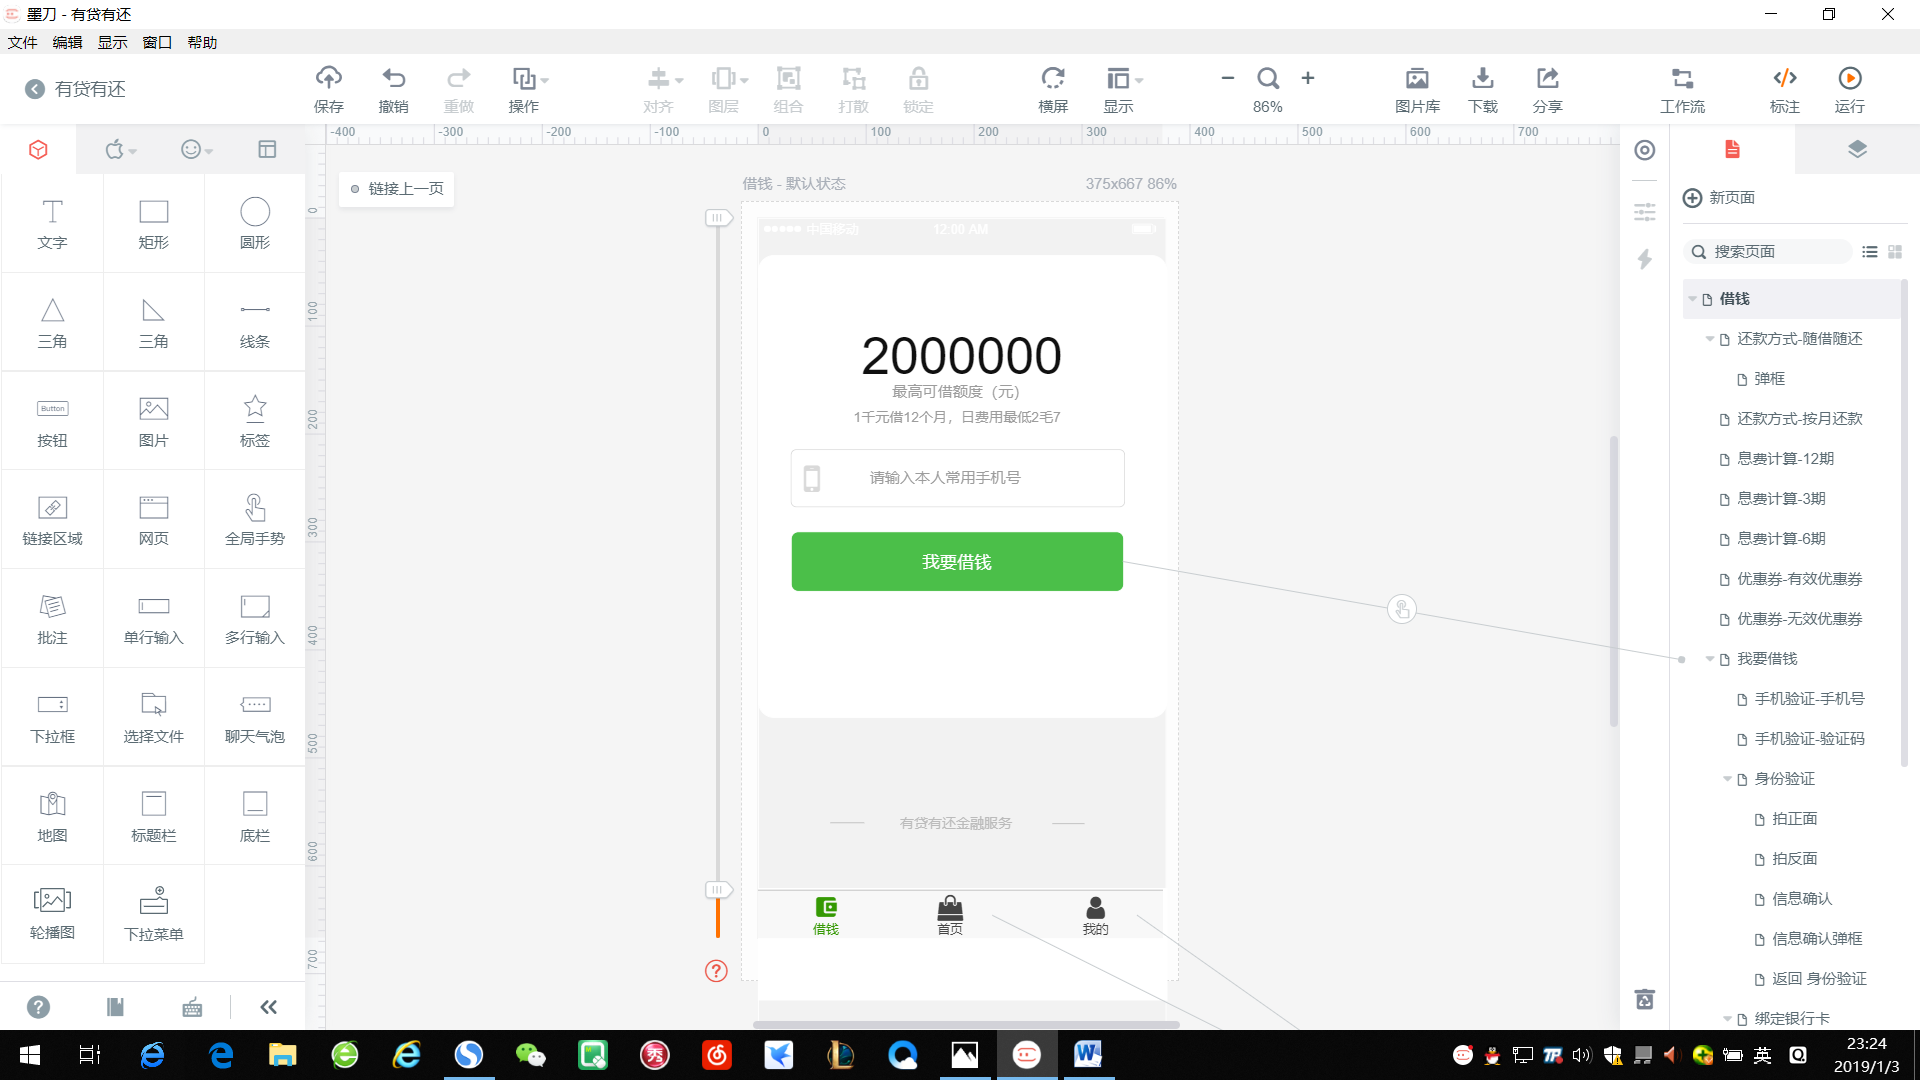 墨刀 - 有贷有还
文件 编辑 显示 窗口 帮助
有贷有还
保存 撤销 重做 操作 对齐 图层 组合 打散 锁定 横屏 显示 86% 图片库 下载 分享 工作流 标注 运行
-400 -300 -200 -100 0 100 200 300 400 500 600 700
0
100
200
300
400
500
600
700
文字 矩形 圆形
三角 三角 线条
Button
按钮 图片 标签
链接区域 网页 全局手势
批注 单行输入 多行输入
下拉框 选择文件 聊天气泡
地图 标题栏 底栏
轮播图 下拉菜单
链接上一页
借钱 - 默认状态 375x667 86%
中国移动 12:00 AM
2000000
最高可借额度（元）
1千元借12个月，日费用最低2毛7
请输入本人常用手机号
我要借钱
有贷有还金融服务
借钱 首页 我的
新页面
搜索页面
借钱
还款方式-随借随还
弹框
还款方式-按月还款
息费计算-12期
息费计算-3期
息费计算-6期
优惠券-有效优惠券
优惠券-无效优惠券
我要借钱
手机验证-手机号
手机验证-验证码
身份验证
拍正面
拍反面
信息确认
信息确认弹框
返回 身份验证
绑定银行卡
英
23:24
2019/1/3